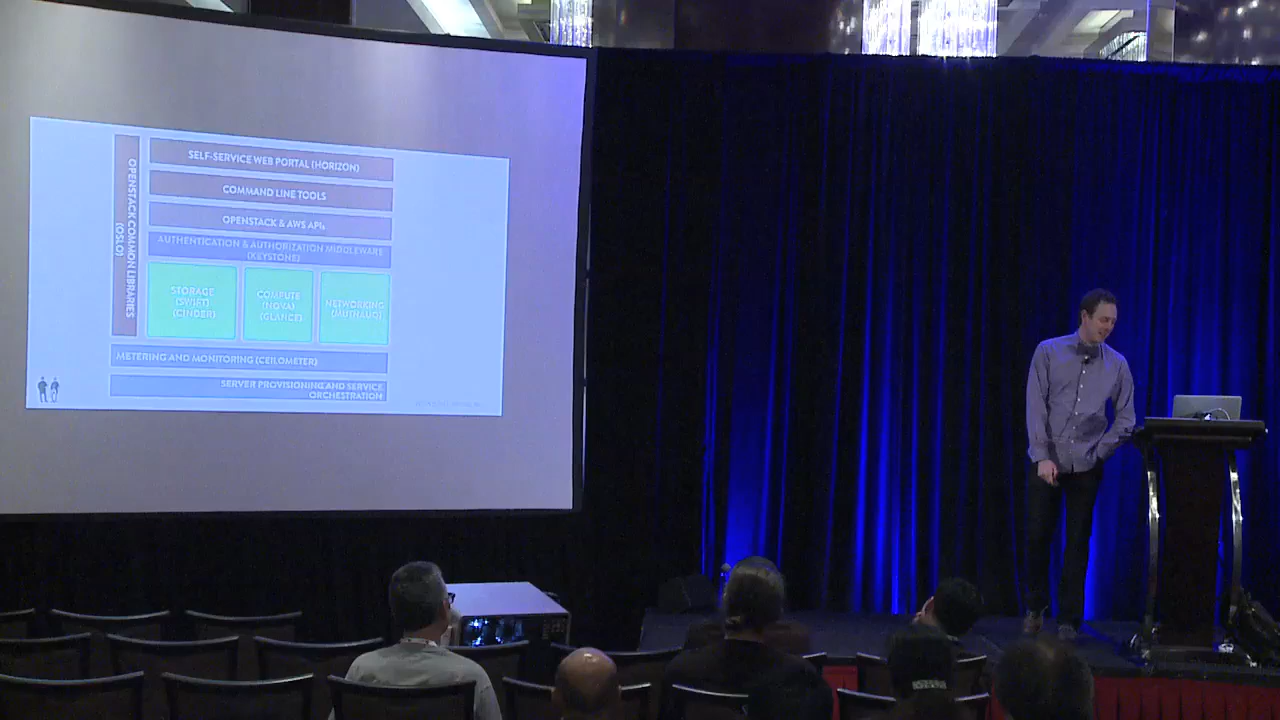 SELF-SERVICE WEB PORTAL (HORIZON)
COMMAND LINE TOOLS
OPENSTACK & AWS APIs
AUTHENTICATION & AUTHORIZATION MIDDLEWARE
(KEYSTONE)
OPENSTACK COMMON LIBRARIES
(OSLO)
STORAGE
(SWIFT)
(CINDER)
COMPUTE
(NOVA)
(GLANCE)
NETWORKING
METERING AND MONITORING (CEILOMETER)
SERVER PROVISIONING AND SERVICE
ORCHESTRATION